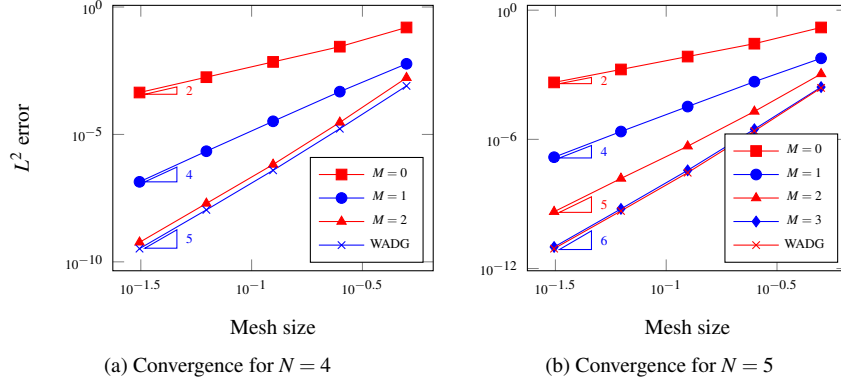 10^0
10^−5
10^−10
L^2 error
2
4
5
M = 0
M = 1
M = 2
WADG
10^−1.5
10^−1
10^−0.5
Mesh size
(a) Convergence for N = 4
10^0
10^−6
10^−12
2
4
5
6
M = 0
M = 1
M = 2
M = 3
WADG
10^−1.5
10^−1
10^−0.5
Mesh size
(b) Convergence for N = 5